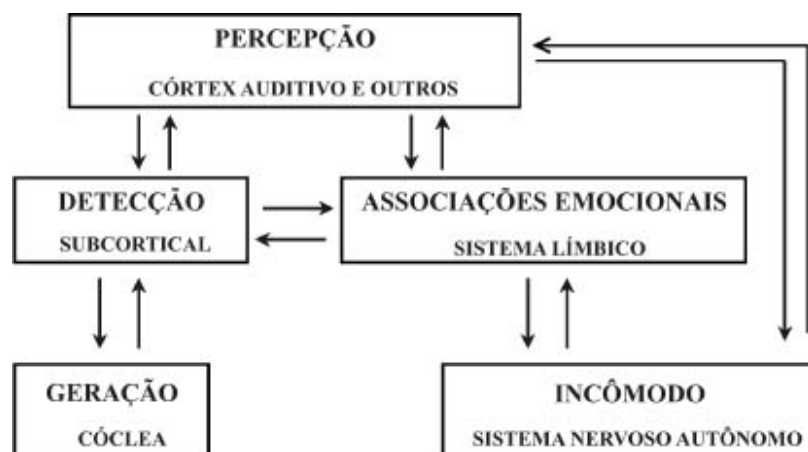 PERCEPÇÃO
CÓRTEX AUDITIVO E OUTROS
DETECÇÃO
SUBCORTICAL
ASSOCIAÇÕES EMOCIONAIS
SISTEMA LÍMBICO
GERAÇÃO
CÓCLEA
INCÔMODO
SISTEMA NERVOSO AUTÔNOMO